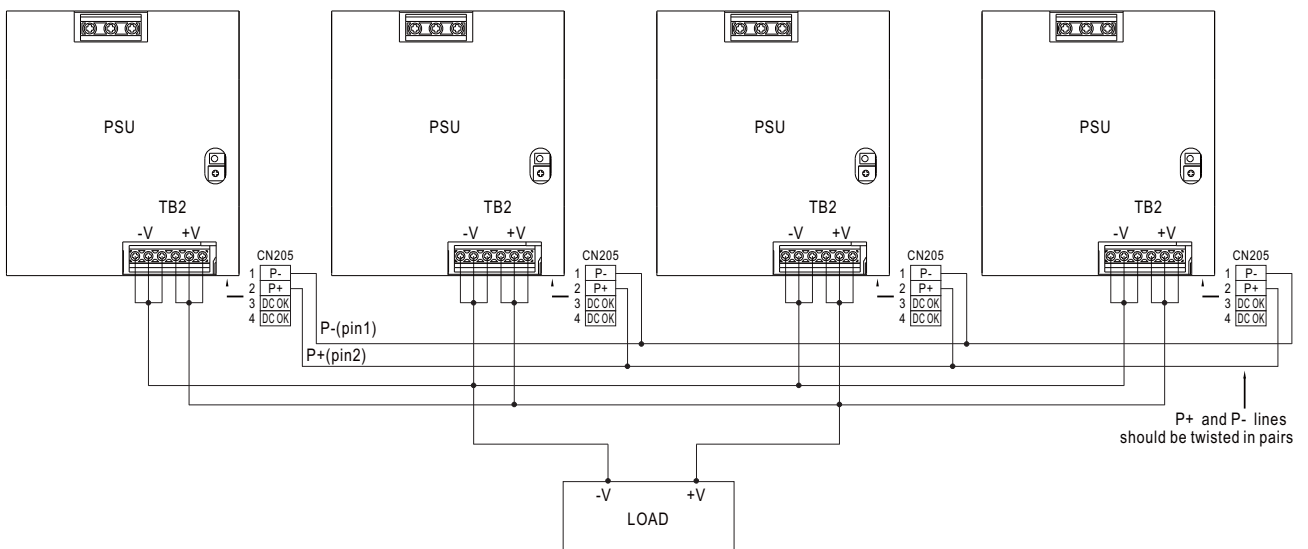 PSU PSU PSU PSU
TB2 TB2 TB2 TB2
-V +V -V +V -V +V -V +V
CN205 CN205 CN205 CN205
1 P- 1 P- 1 P- 1 P-
2 P+ 2 P+ 2 P+ 2 P+
3 DC OK 3 DC OK 3 DC OK 3 DC OK
4 DC OK 4 DC OK 4 DC OK 4 DC OK
P-(pin1)
P+(pin2)
P+ and P- lines
should be twisted in pairs
-V +V
LOAD